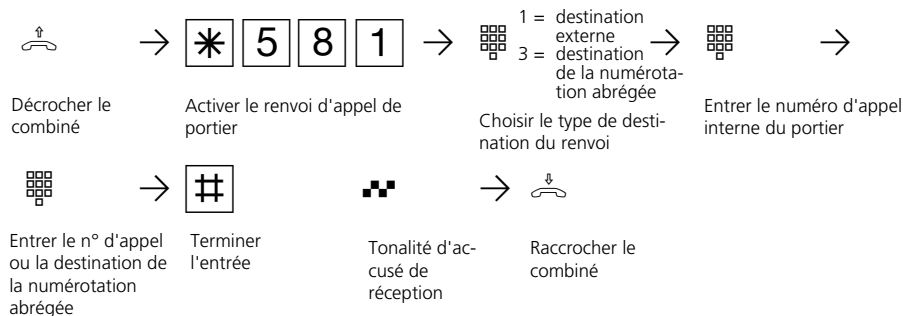 * 5 8 1
1 = destination
externe
3 = destination
de la numérota-
tion abrégée
Décrocher le
combiné
Activer le renvoi d'appel de
portier
Choisir le type de desti-
nation du renvoi
Entrer le numéro d'appel
interne du portier
#
Entrer le n° d'appel
ou la destination de
la numérotation
abrégée
Terminer
l'entrée
Tonalité d'ac-
cusé de
réception
Raccrocher le
combiné